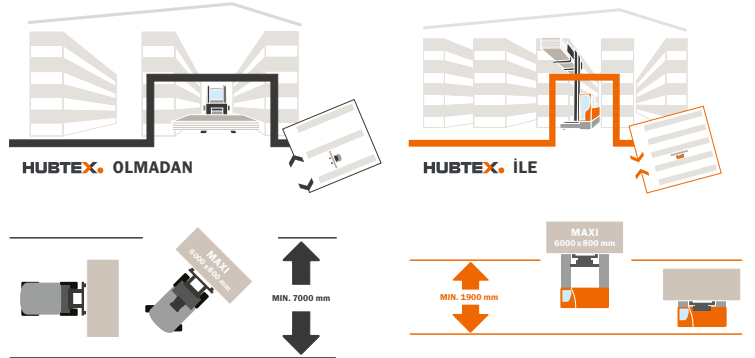 HUBTEX. OLMADAN
HUBTEX. İLE
MAXI
6000 x 800 mm
MIN. 7000 mm
MAXI
6000 x 800 mm
MIN. 1900 mm